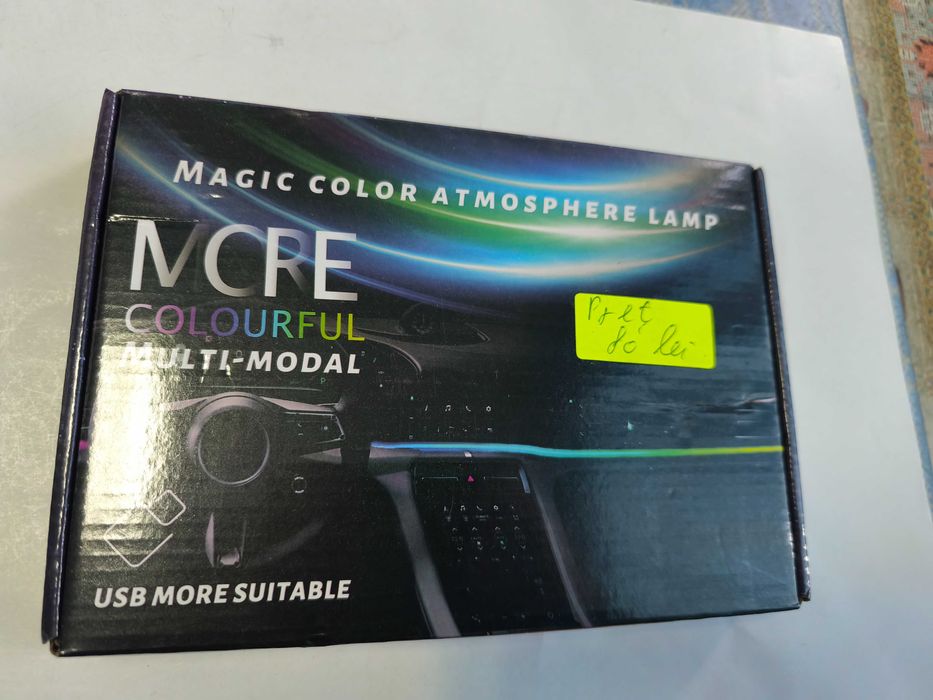 MAGIC COLOR ATMOSPHERE LAMP
MCRE
COLOURFUL
MULTI-MODAL
Preț
80 lei
USB MORE SUITABLE